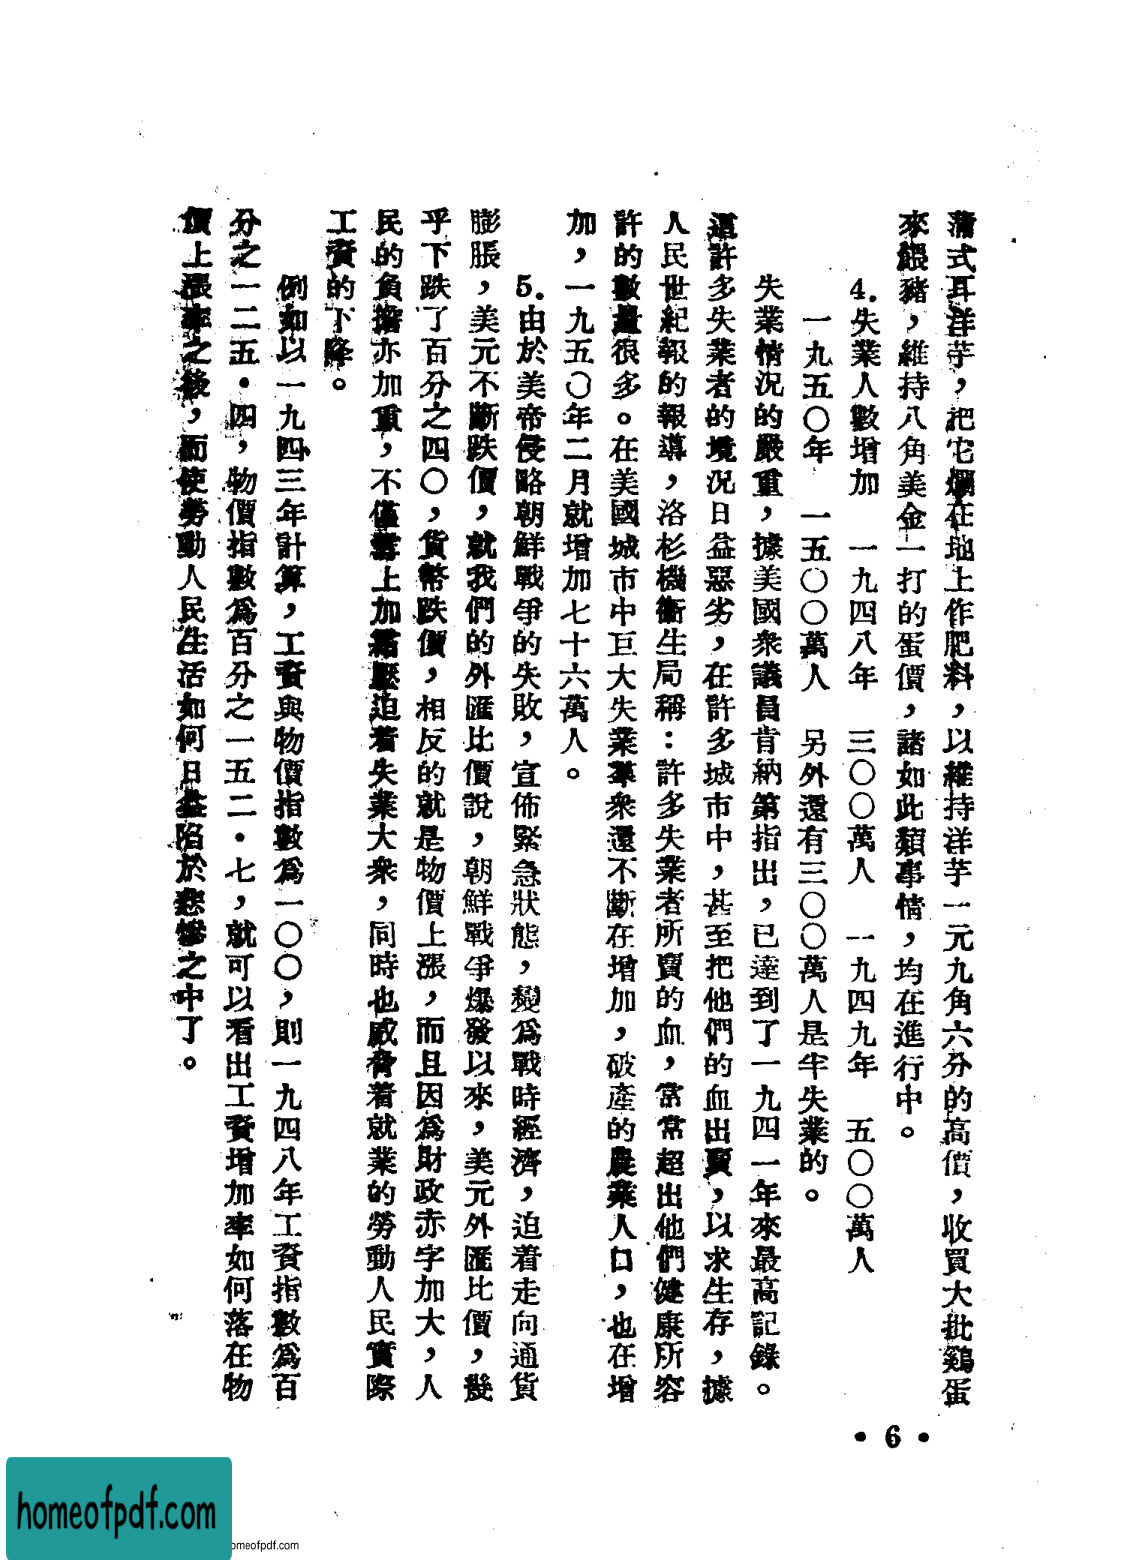 蒲式耳洋芋，把它爛在地上作肥料，以維持洋芋一元九角六分的高價，收買大批鷄蛋
來餵豬，維持八角美金一打的蛋價，諸如此類事情，均在進行中。
4.失業人數增加　一九四八年　三〇〇萬人　一九四九年　五〇〇萬人
一九五〇年　一五〇〇萬人　另外還有三〇〇萬人是半失業的。
失業情況的嚴重，據美國衆議員肯納第指出，已達到了一九四一年來最高記錄。
這許多失業者的境況日益惡劣，在許多城市中，甚至把他們的血出賣，以求生存，據
人民世紀報的報導，洛杉機衞生局稱：許多失業者所賣的血，常常超出他們健康所容
許的數量很多。在美國城市中巨大失業羣衆還不斷在增加，破產的農業人口，也在增
加，一九五〇年二月就增加七十六萬人。
5.由於美帝侵略朝鮮戰爭的失敗，宣佈緊急狀態，變爲戰時經濟，迫着走向通貨
膨脹，美元不斷跌價，就我們的外匯比價說，朝鮮戰爭爆發以來，美元外匯比價，幾
乎下跌了百分之四〇，貨幣跌價，相反的就是物價上漲，而且因爲財政赤字加大，人
民的負擔亦加重，不僅雪上加霜壓迫着失業大衆，同時也威脅着就業的勞動人民實際
工資的下降。
例如以一九四三年計算，工資與物價指數爲一〇〇，則一九四八年工資指數爲百
分之一二五・四，物價指數爲百分之一五二・七，就可以看出工資增加率如何落在物
價上漲率之後，而使勞動人民生活如何日益陷於悲慘之中了。
• 6 •
homeofpdf.com
omeofpdf.com